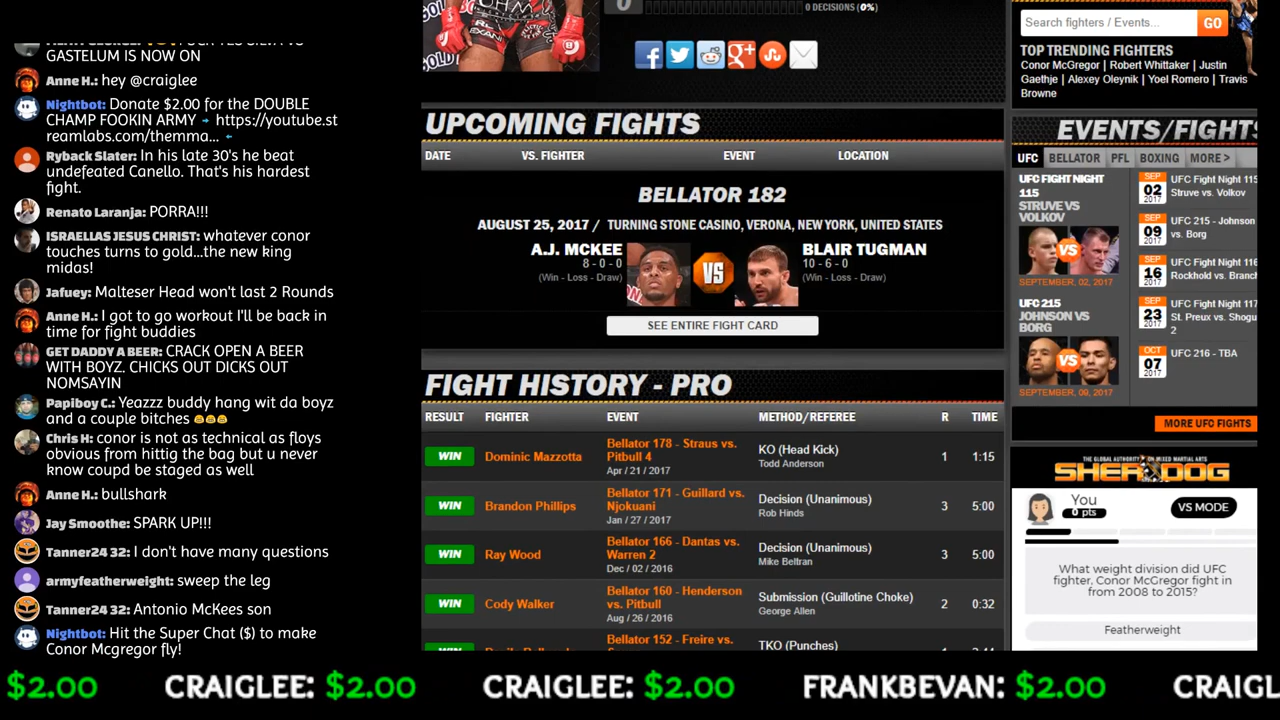 GASTELUM IS NOW ON
Anne H.: hey @craiglee
Nightbot: Donate $2.00 for the DOUBLE
CHAMP FOOKIN ARMY → https://youtube.st
reamlabs.com/themma... ←
Ryback Slater: In his late 30's he beat
undefeated Canello. That's his hardest
fight.
Renato Laranja: PORRA!!!
ISRAELLAS JESUS CHRIST: whatever conor
touches turns to gold...the new king
midas!
Jafuey: Malteser Head won't last 2 Rounds
Anne H.: I got to go workout I'll be back in
time for fight buddies
GET DADDY A BEER: CRACK OPEN A BEER
WITH BOYZ. CHICKS OUT DICKS OUT
NOMSAYIN
Papiboy C.: Yeazzz buddy hang wit da boyz
and a couple bitches
Chris H: conor is not as technical as floys
obvious from hittig the bag but u never
know coupd be staged as well
Anne H.: bullshark
Jay Smoothe: SPARK UP!!!
Tanner24 32: I don't have many questions
armyfeatherweight: sweep the leg
Tanner24 32: Antonio McKees son
Nightbot: Hit the Super Chat ($) to make
Conor Mcgregor fly!
0 DECISIONS (0%)
UPCOMING FIGHTS
DATE VS. FIGHTER EVENT LOCATION
BELLATOR 182
AUGUST 25, 2017 / TURNING STONE CASINO, VERONA, NEW YORK, UNITED STATES
A.J. MCKEE
8 - 0 - 0
(Win - Loss - Draw)
VS
BLAIR TUGMAN
10 - 6 - 0
(Win - Loss - Draw)
SEE ENTIRE FIGHT CARD
FIGHT HISTORY - PRO
RESULT FIGHTER EVENT METHOD/REFEREE R TIME
WIN Dominic Mazzotta Bellator 178 - Straus vs.
Pitbull 4
Apr / 21 / 2017 KO (Head Kick)
Todd Anderson 1 1:15
WIN Brandon Phillips Bellator 171 - Guillard vs.
Njokuani
Jan / 27 / 2017 Decision (Unanimous)
Rob Hinds 3 5:00
WIN Ray Wood Bellator 166 - Dantas vs.
Warren 2
Dec / 02 / 2016 Decision (Unanimous)
Mike Beltran 3 5:00
WIN Cody Walker Bellator 160 - Henderson
vs. Pitbull
Aug / 26 / 2016 Submission (Guillotine Choke)
George Allen 2 0:32
Bellator 152 - Freire vs.
TKO (Punches)
Search fighters / Events... GO
TOP TRENDING FIGHTERS
Conor McGregor | Robert Whittaker | Justin
Gaethje | Alexey Oleynik | Yoel Romero | Travis
Browne
EVENTS/FIGHTS
UFC BELLATOR PFL BOXING MORE >
UFC FIGHT NIGHT
115
STRUVE VS
VOLKOV
VS
SEPTEMBER, 02, 2017
UFC 215
JOHNSON VS
BORG
VS
SEPTEMBER, 09, 2017
SEP
02
2017
UFC Fight Night 115
Struve vs. Volkov
SEP
09
2017
UFC 215 - Johnson
vs. Borg
SEP
16
2017
UFC Fight Night 116
Rockhold vs. Branch
SEP
23
2017
UFC Fight Night 117
St. Preux vs. Shogu
2
OCT
07
2017
UFC 216 - TBA
MORE UFC FIGHTS
THE GLOBAL AUTHORITY ON MIXED MARTIAL ARTS
SHERDOG
You
0 pts
VS MODE
What weight division did UFC
fighter, Conor McGregor fight in
from 2008 to 2015?
Featherweight
$2.00 CRAIGLEE: $2.00 CRAIGLEE: $2.00 FRANKBEVAN: $2.00 CRAIGL